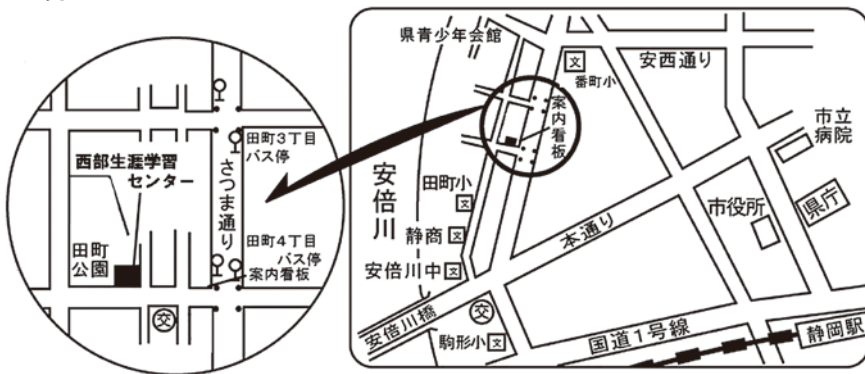 田町3丁目
バス停
西部生涯学習
センター
さつま通り
田町
公園
田町4丁目
バス停
案内看板
交
県青少年会館
文
番町小
安西通り
案内看板
市立
病院
安倍川
田町小
文
静商
文
安倍川中
文
本通り
市役所
県庁
安倍川橋
交
駒形小
文
国道1号線
静岡駅